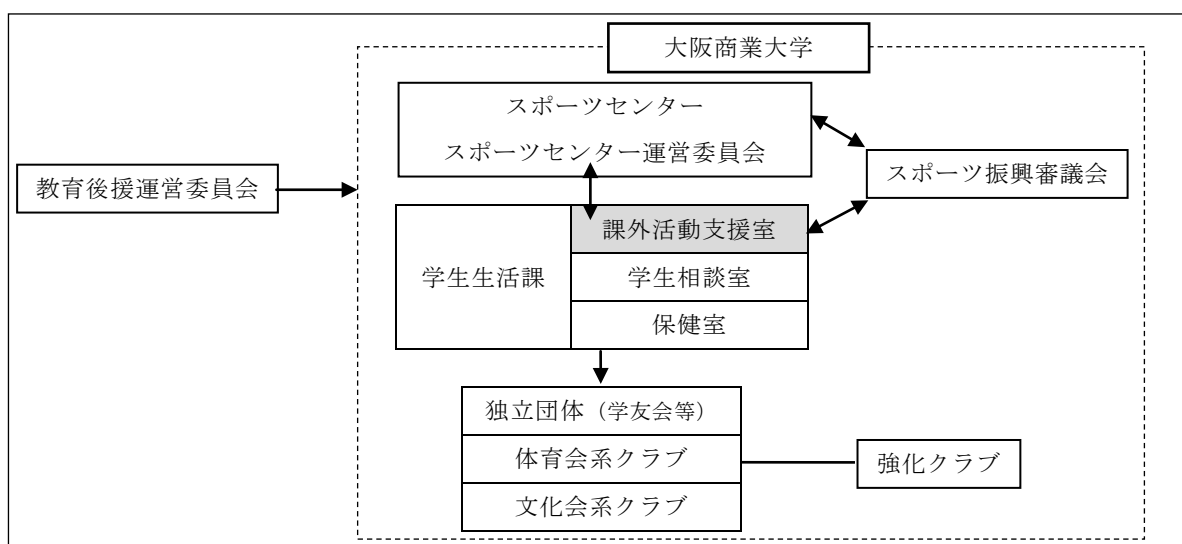 大阪商業大学
スポーツセンター
スポーツセンター運営委員会
スポーツ振興審議会
教育後援運営委員会
課外活動支援室
学生生活課
学生相談室
保健室
独立団体（学友会等）
体育会系クラブ
強化クラブ
文化会系クラブ